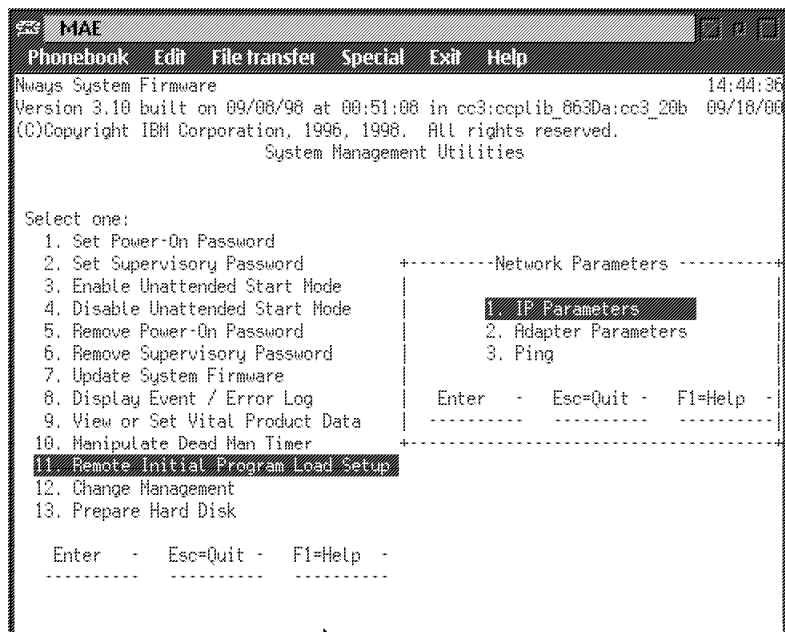 MAE
Phonebook Edit File transfer Special Exit Help
Nways System Firmware 14:44:36
Version 3.10 built on 09/08/98 at 00:51:08 in cc3:ccplib_863Da:cc3_20b 09/18/00
(C)Copyright IBM Corporation, 1996, 1998. All rights reserved.
System Management Utilities
Select one:
1. Set Power-On Password
2. Set Supervisory Password
3. Enable Unattended Start Mode
4. Disable Unattended Start Mode
5. Remove Power-On Password
6. Remove Supervisory Password
7. Update System Firmware
8. Display Event / Error Log
9. View or Set Vital Product Data
10. Manipulate Dead Man Timer
11. Remote Initial Program Load Setup
12. Change Management
13. Prepare Hard Disk
Enter - Esc=Quit - F1=Help -
Network Parameters
1. IP Parameters
2. Adapter Parameters
3. Ping
Enter - Esc=Quit - F1=Help -